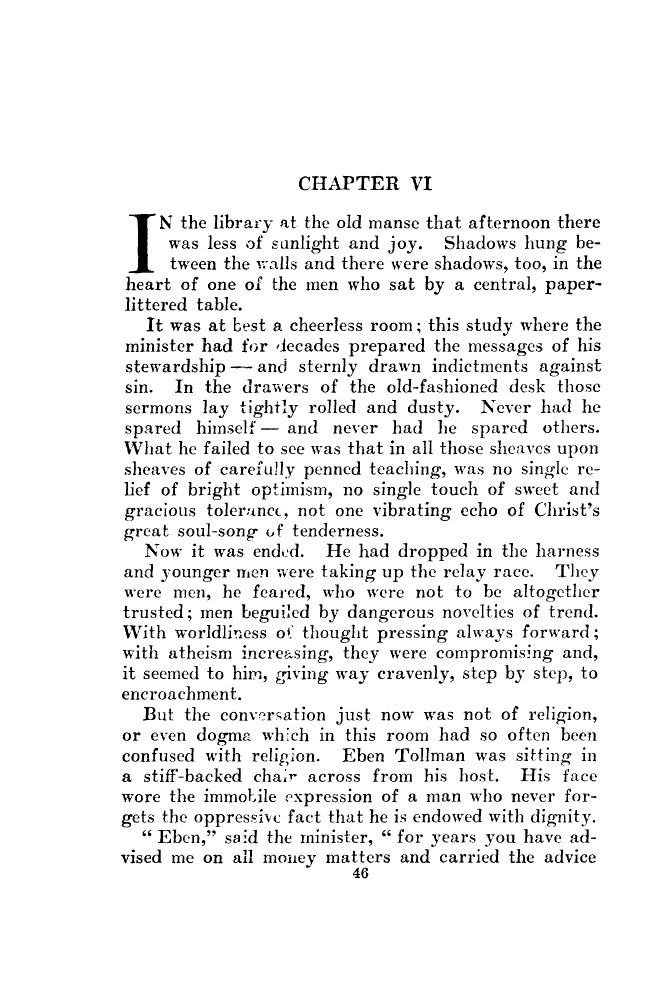 CHAPTER VI
IN the library at the old manse that afternoon there
was less of sunlight and joy. Shadows hung be-
tween the walls and there were shadows, too, in the
heart of one of the men who sat by a central, paper-
littered table.
It was at best a cheerless room; this study where the
minister had for decades prepared the messages of his
stewardship — and sternly drawn indictments against
sin. In the drawers of the old-fashioned desk those
sermons lay tightly rolled and dusty. Never had he
spared himself — and never had he spared others.
What he failed to see was that in all those sheaves upon
sheaves of carefully penned teaching, was no single re-
lief of bright optimism, no single touch of sweet and
gracious tolerance, not one vibrating echo of Christ's
great soul-song of tenderness.
Now it was ended. He had dropped in the harness
and younger men were taking up the relay race. They
were men, he feared, who were not to be altogether
trusted; men beguiled by dangerous novelties of trend.
With worldliness of thought pressing always forward;
with atheism increasing, they were compromising and,
it seemed to him, giving way cravenly, step by step, to
encroachment.
But the conversation just now was not of religion,
or even dogma which in this room had so often been
confused with religion. Eben Tollman was sitting in
a stiff-backed chair across from his host. His face
wore the immobile expression of a man who never for-
gets the oppressive fact that he is endowed with dignity.
“ Eben,” said the minister, “ for years you have ad-
vised me on all money matters and carried the advice
46